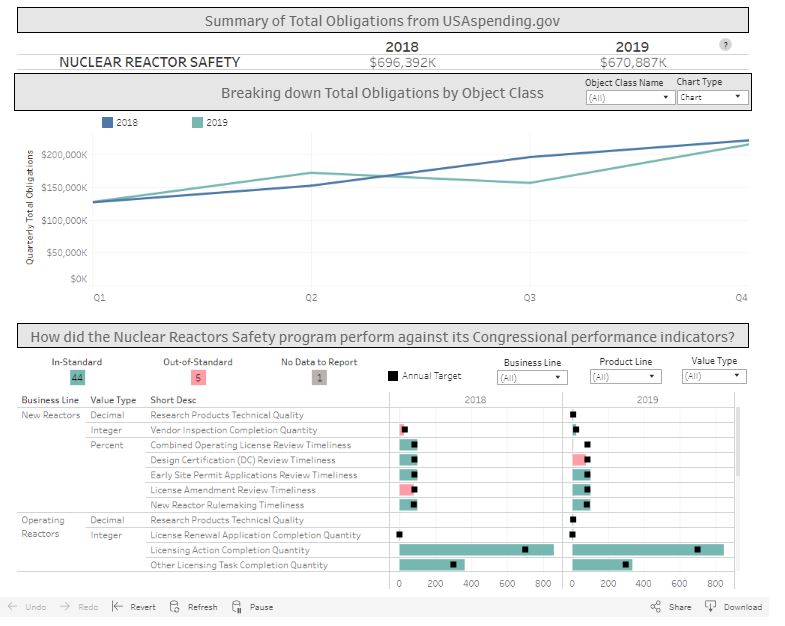 Summary of Total Obligations from USAspending.gov
2018 2019 ?
NUCLEAR REACTOR SAFETY $696,392K $670,887K
Breaking down Total Obligations by Object Class
Object Class Name Chart Type
(All) Chart
2018 2019
Quarterly Total Obligations
$200,000K
$150,000K
$100,000K
$50,000K
$0K
Q1 Q2 Q3 Q4
How did the Nuclear Reactors Safety program perform against its Congressional performance indicators?
In-Standard Out-of-Standard No Data to Report
44 5 1
Annual Target
Business Line Product Line Value Type
(All) (All) (All)
Business Line Value Type Short Desc 2018 2019
New Reactors Decimal Research Products Technical Quality
Integer Vendor Inspection Completion Quantity
Percent Combined Operating License Review Timeliness
Design Certification (DC) Review Timeliness
Early Site Permit Applications Review Timeliness
License Amendment Review Timeliness
New Reactor Rulemaking Timeliness
Operating Decimal Research Products Technical Quality
Reactors Integer License Renewal Application Completion Quantity
Licensing Action Completion Quantity
Other Licensing Task Completion Quantity
0 200 400 600 800 0 200 400 600 800
Undo Redo Revert Refresh Pause Share Download